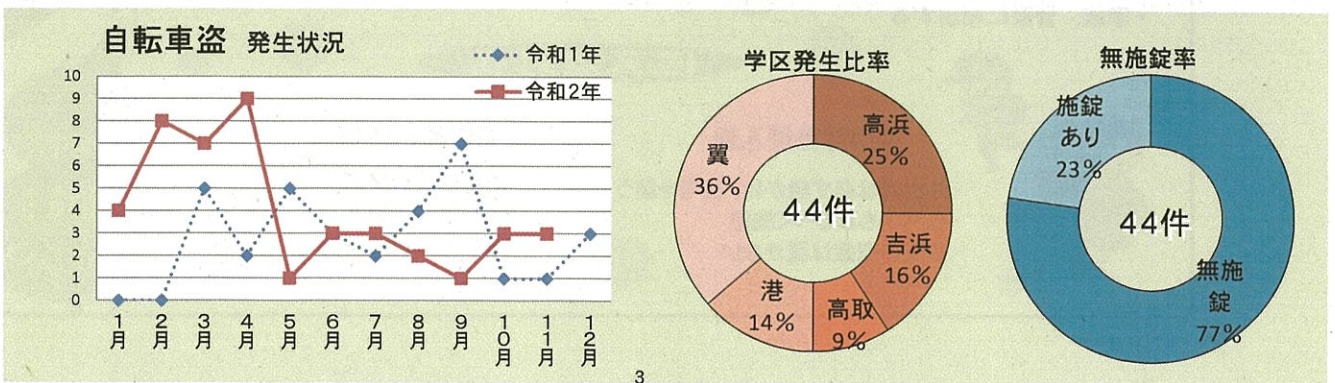 自転車盗 発生状況
令和1年
令和2年
10
9
8
7
6
5
4
3
2
1
0
1月
2月
3月
4月
5月
6月
7月
8月
9月
10月
11月
12月
学区発生比率
高浜
25%
吉浜
16%
高取
9%
港
14%
翼
36%
44件
無施錠率
施錠
あり
23%
無施
錠
77%
44件
3